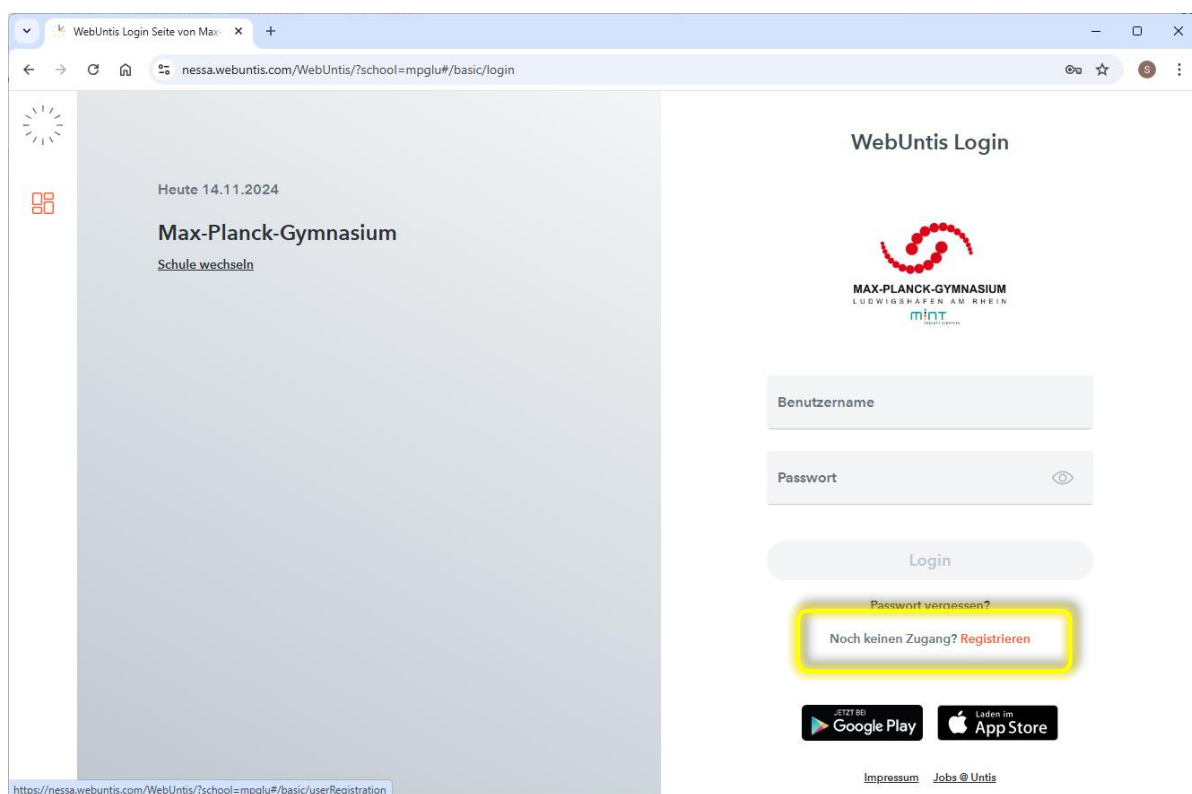 WebUntis Login Seite von Max-
nessa.webuntis.com/WebUntis/?school=mpglu#/basic/login
S
WebUntis Login
Heute 14.11.2024
Max-Planck-Gymnasium
Schule wechseln
MAX-PLANCK-GYMNASIUM
LUDWIGSHAFEN AM RHEIN
mint
Benutzername
Passwort
Login
Passwort vergessen?
Noch keinen Zugang? Registrieren
JETZT BEI
Google Play
Laden im
App Store
Impressum Jobs @ Untis
https://nessa.webuntis.com/WebUntis/?school=mpglu#/basic/userRegistration